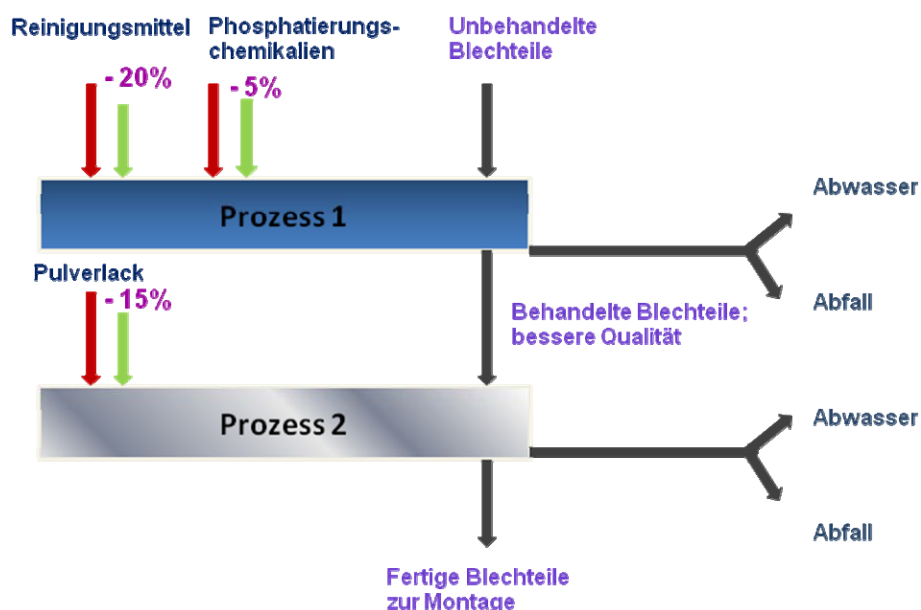 Reinigungsmittel
Phosphatierungs-
chemikalien
Unbehandelte
Blechteile
- 20%
- 5%
Prozess 1
Abwasser
Abfall
Pulverlack
- 15%
Behandelte Blechteile;
bessere Qualität
Prozess 2
Abwasser
Abfall
Fertige Blechteile
zur Montage